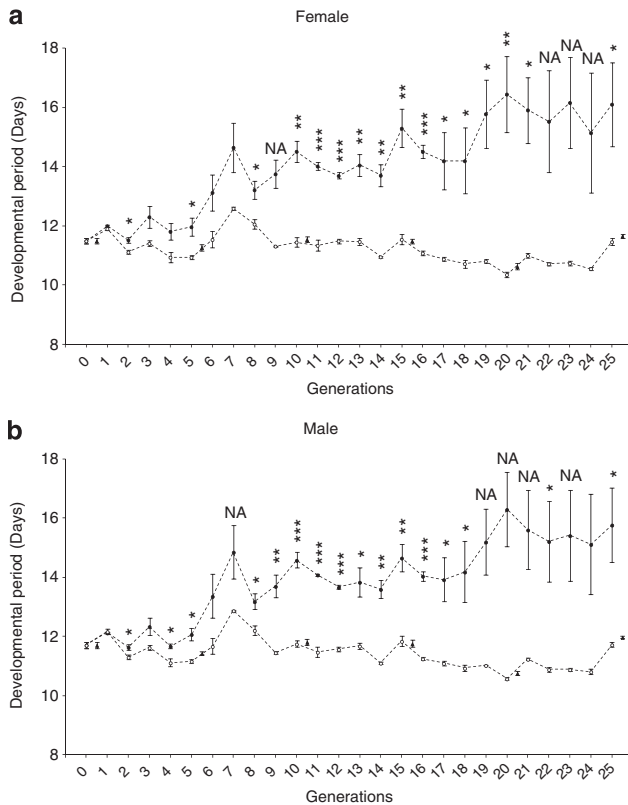 a
Female
Developmental period (Days)
18
16
14
12
10
8
* * * NA ** *** *** ** ** ** *** * * * ** * NA NA NA *
0 1 2 3 4 5 6 7 8 9 10 11 12 13 14 15 16 17 18 19 20 21 22 23 24 25
Generations
b
Male
Developmental period (Days)
18
16
14
12
10
8
* * * NA * ** *** *** *** * ** ** *** * * NA NA NA * NA *
0 1 2 3 4 5 6 7 8 9 10 11 12 13 14 15 16 17 18 19 20 21 22 23 24 25
Generations